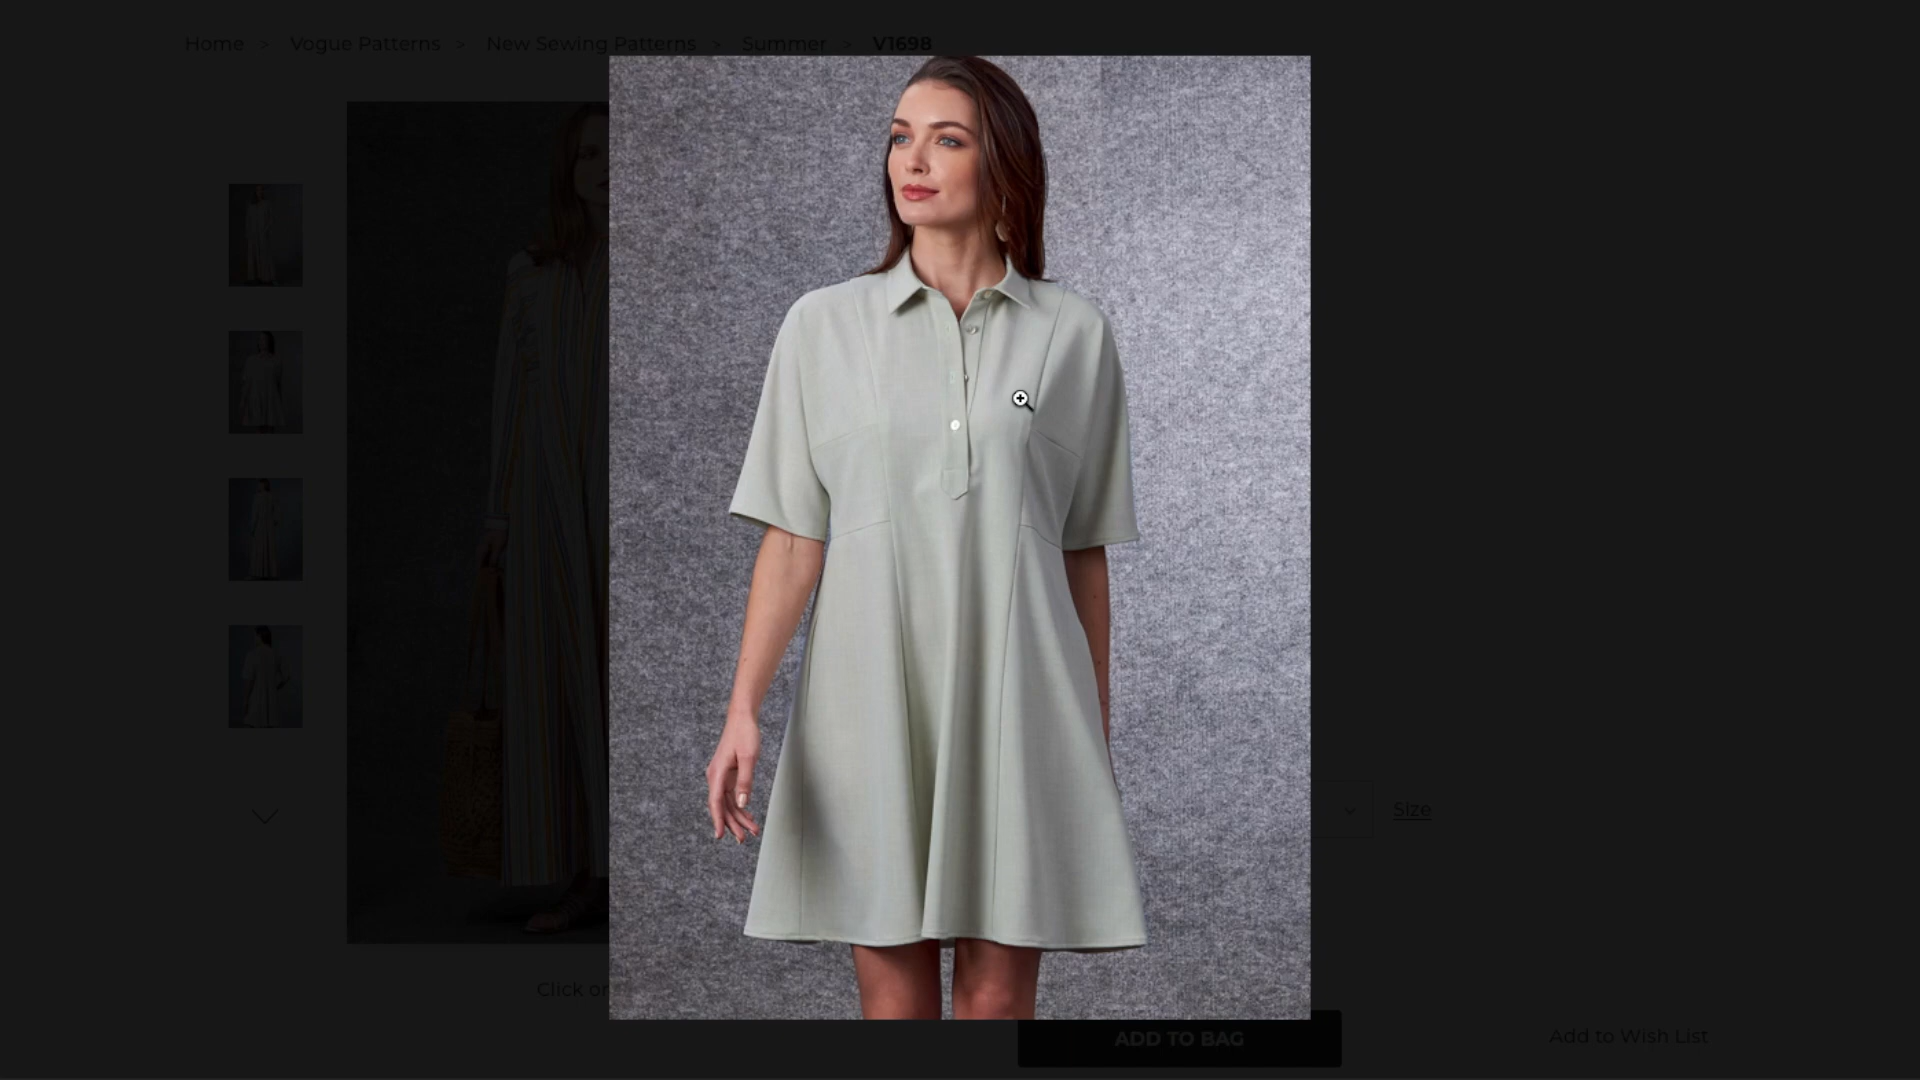 Home > Vogue Patterns > New Sewing Patterns > Summer > V1698
Size
Click or
ADD TO BAG
Add to Wish List